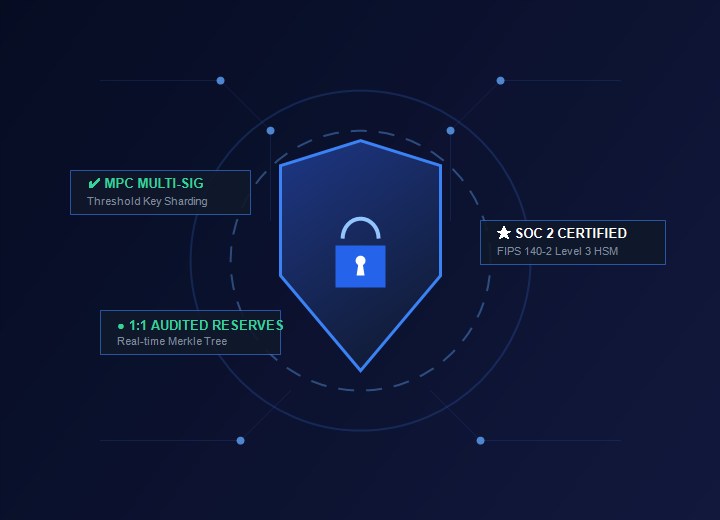 ✔ MPC MULTI-SIG
Threshold Key Sharding
★ SOC 2 CERTIFIED
FIPS 140-2 Level 3 HSM
● 1:1 AUDITED RESERVES
Real-time Merkle Tree